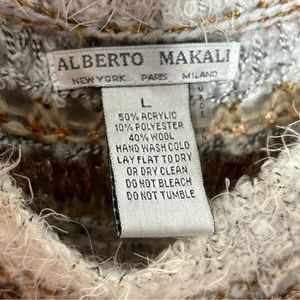 ALBERTO MAKALI
NEW YORK PARIS MILANO
L
50% ACRYLIC
10% POLYESTER
40% WOOL
HAND WASH COLD
LAY FLAT TO DRY
OR DRY CLEAN
DO NOT BLEACH
DO NOT TUMBLE
MADE